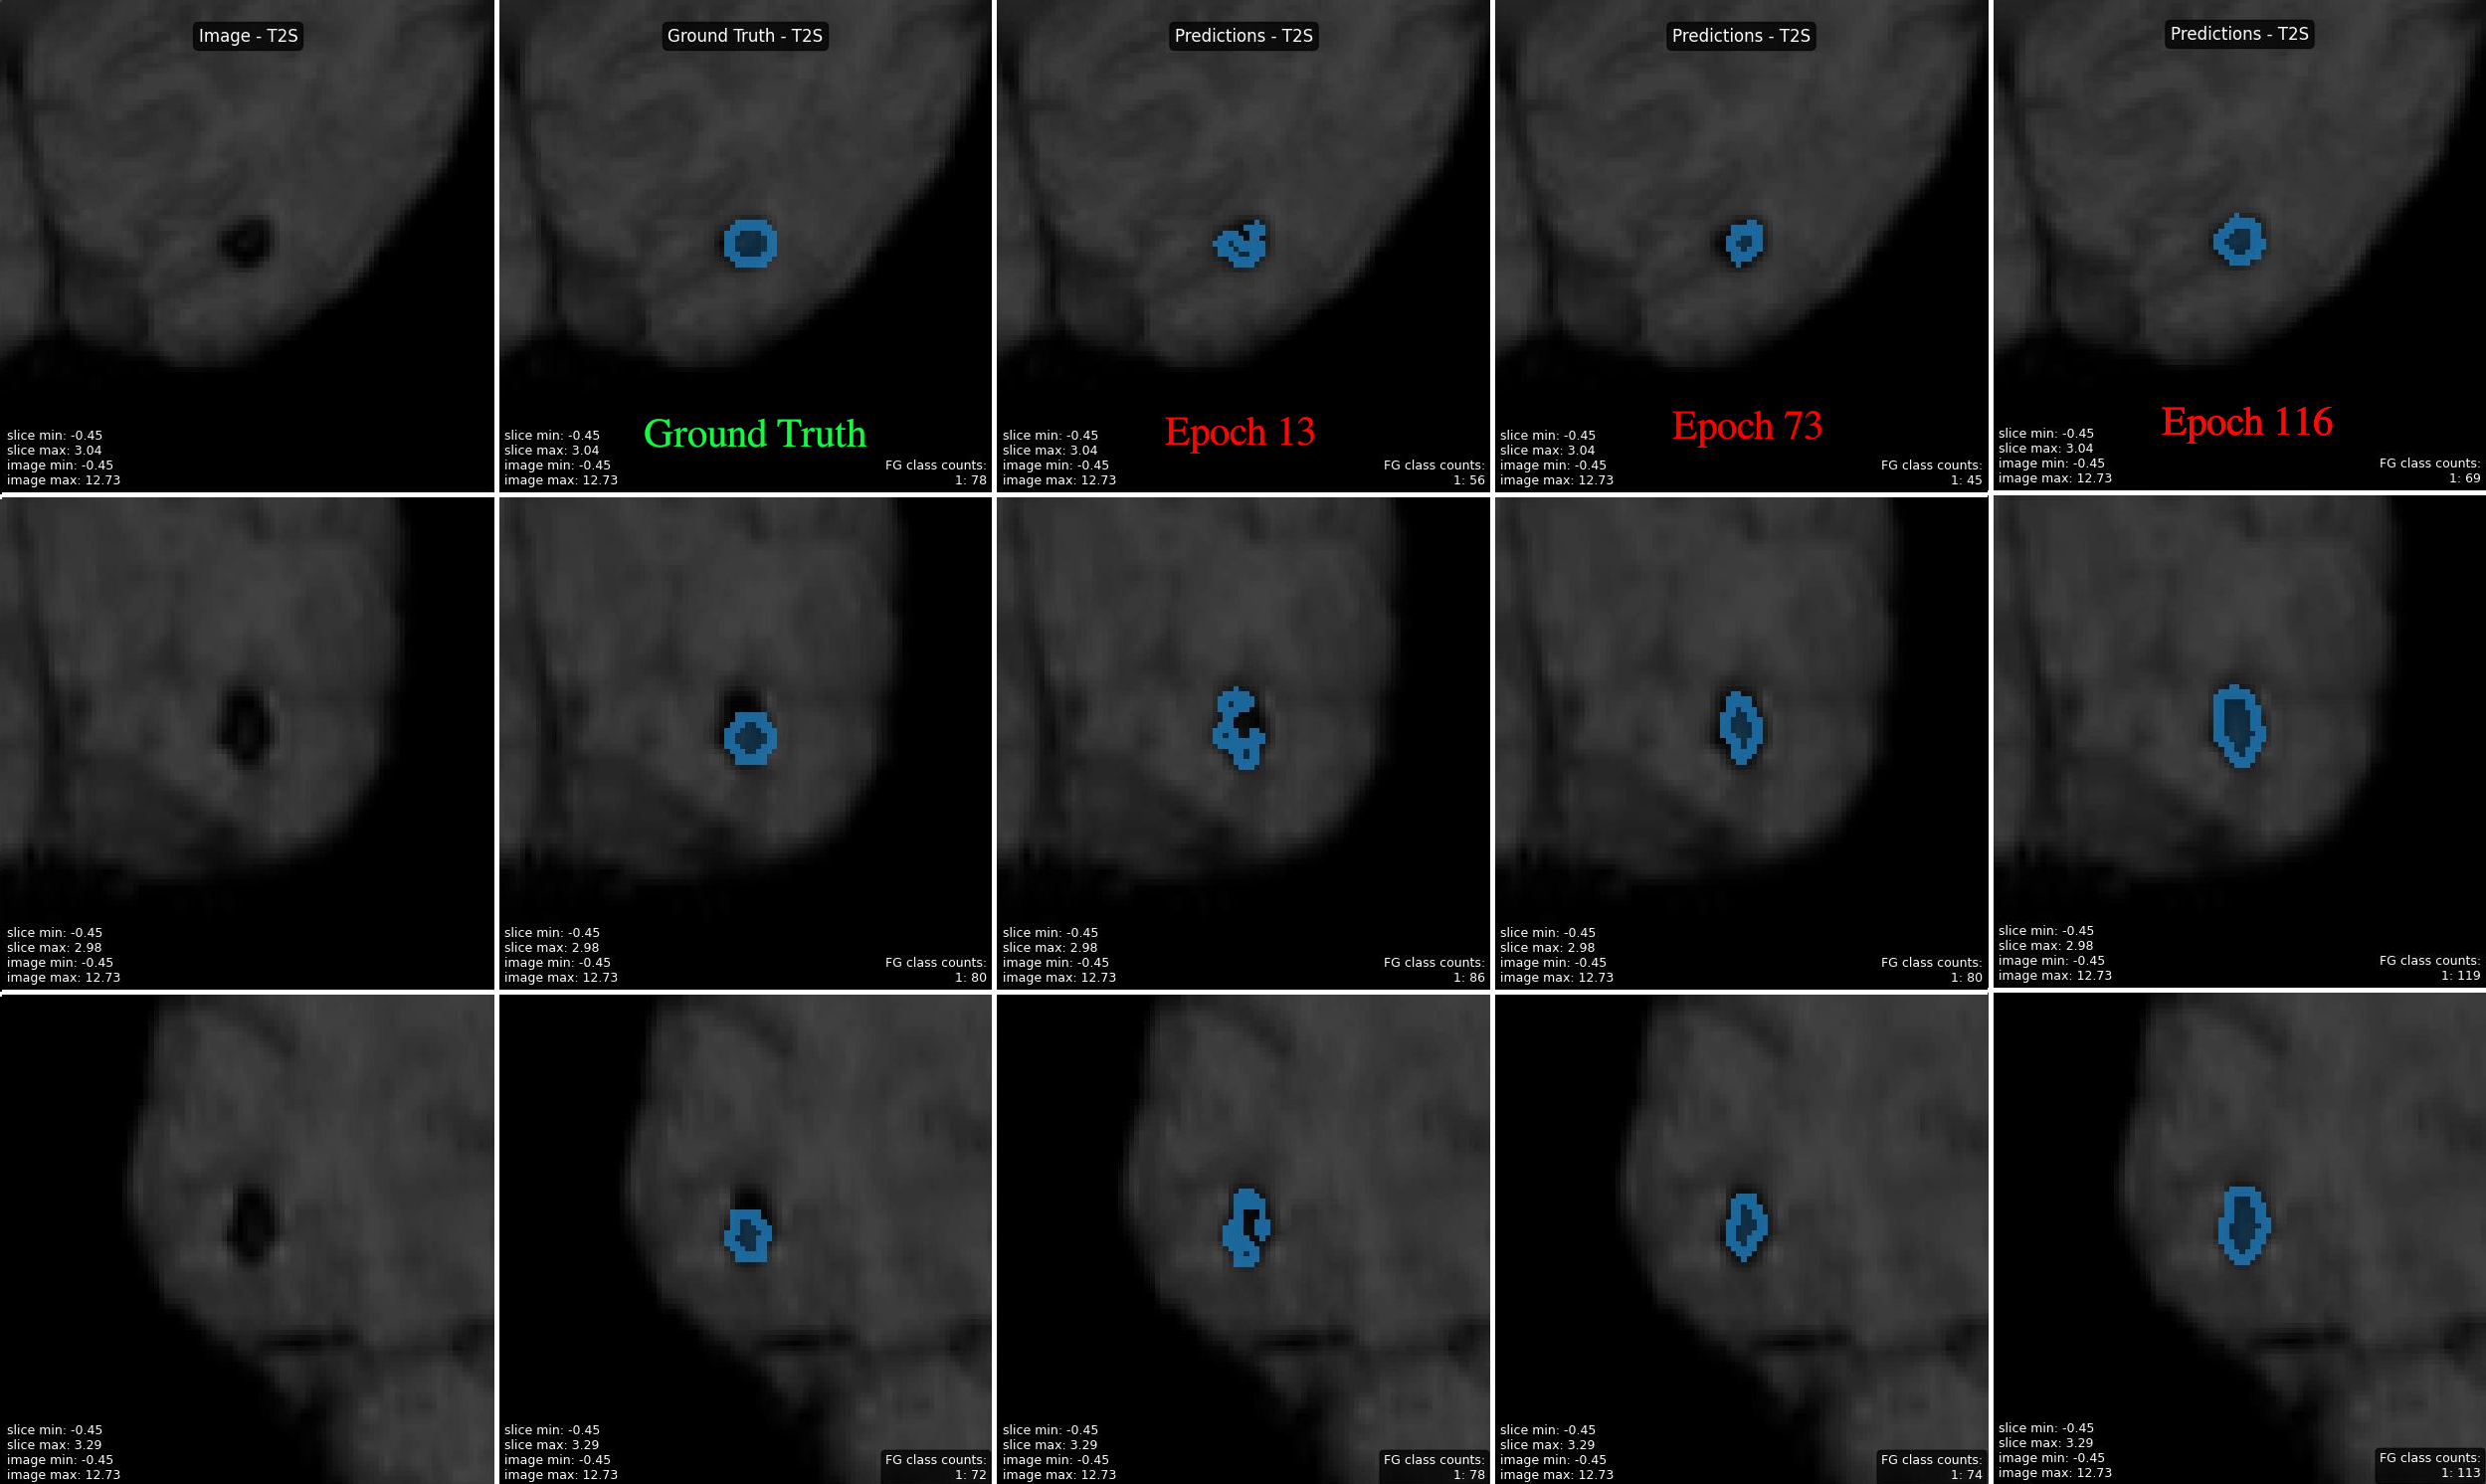 Image - T2S
slice min: -0.45
slice max: 3.04
image min: -0.45
image max: 12.73
Ground Truth - T2S
Ground Truth
slice min: -0.45
slice max: 3.04
image min: -0.45
image max: 12.73
FG class counts:
1: 78
Predictions - T2S
Epoch 13
slice min: -0.45
slice max: 3.04
image min: -0.45
image max: 12.73
FG class counts:
1: 56
Predictions - T2S
Epoch 73
slice min: -0.45
slice max: 3.04
image min: -0.45
image max: 12.73
FG class counts:
1: 45
Predictions - T2S
Epoch 116
slice min: -0.45
slice max: 3.04
image min: -0.45
image max: 12.73
FG class counts:
1: 69
slice min: -0.45
slice max: 2.98
image min: -0.45
image max: 12.73
slice min: -0.45
slice max: 2.98
image min: -0.45
image max: 12.73
FG class counts:
1: 80
slice min: -0.45
slice max: 2.98
image min: -0.45
image max: 12.73
FG class counts:
1: 86
slice min: -0.45
slice max: 2.98
image min: -0.45
image max: 12.73
FG class counts:
1: 80
slice min: -0.45
slice max: 2.98
image min: -0.45
image max: 12.73
FG class counts:
1: 119
slice min: -0.45
slice max: 3.29
image min: -0.45
image max: 12.73
slice min: -0.45
slice max: 3.29
image min: -0.45
image max: 12.73
FG class counts:
1: 72
slice min: -0.45
slice max: 3.29
image min: -0.45
image max: 12.73
FG class counts:
1: 78
slice min: -0.45
slice max: 3.29
image min: -0.45
image max: 12.73
FG class counts:
1: 74
slice min: -0.45
slice max: 3.29
image min: -0.45
image max: 12.73
FG class counts:
1: 113